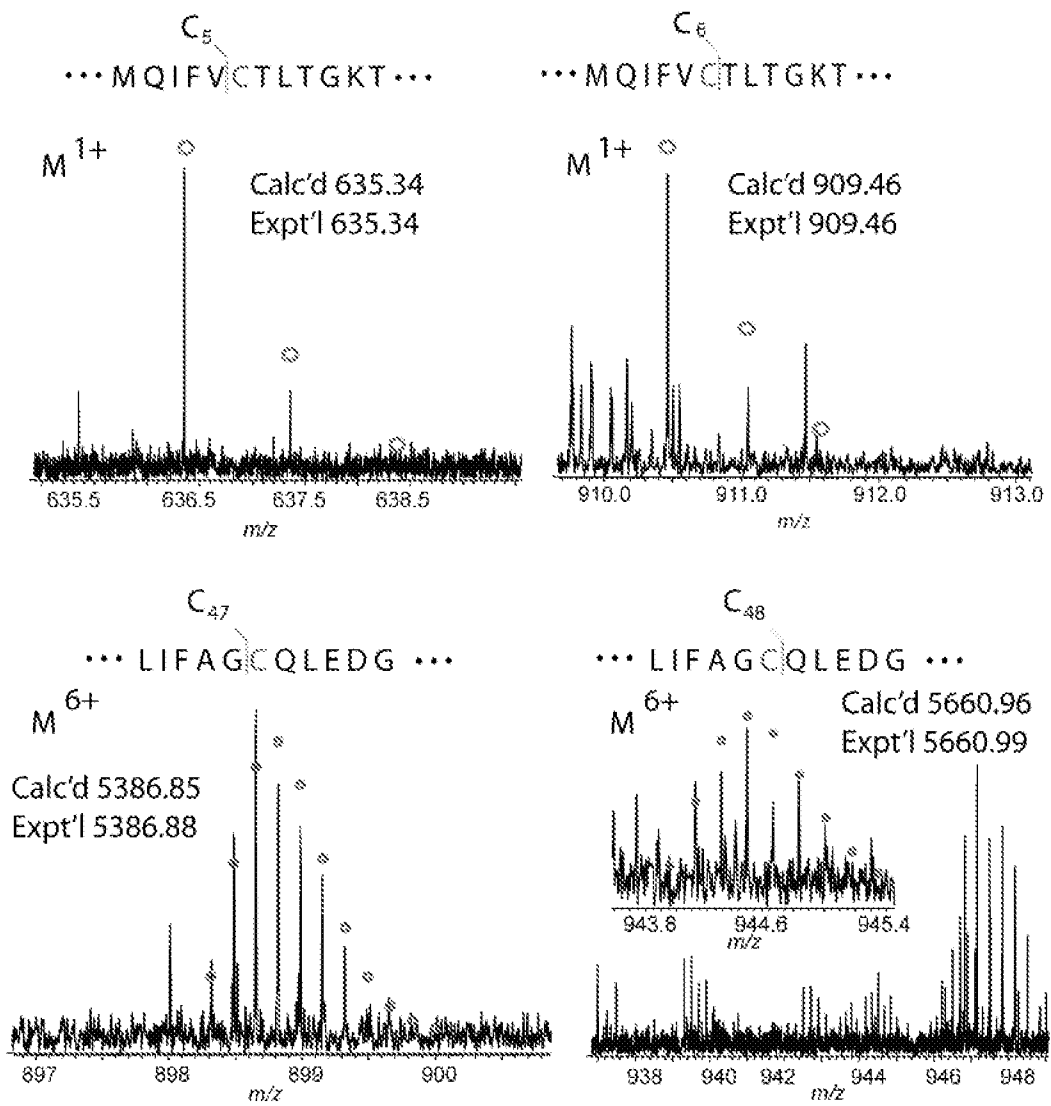 C5
··· M Q I F V C T L T G K T ···
M 1+
Calc'd 635.34
Expt'l 635.34
635.5 636.5 637.5 638.5
m/z
C6
··· M Q I F V C T L T G K T ···
M 1+
Calc'd 909.46
Expt'l 909.46
910.0 911.0 912.0 913.0
m/z
C47
··· L I F A G C Q L E D G ···
M 6+
Calc'd 5386.85
Expt'l 5386.88
897 898 899 900
m/z
C48
··· L I F A G C Q L E D G ···
M 6+
Calc'd 5660.96
Expt'l 5660.99
943.8 944.6 945.4
m/z
938 940 942 944 946 948
m/z